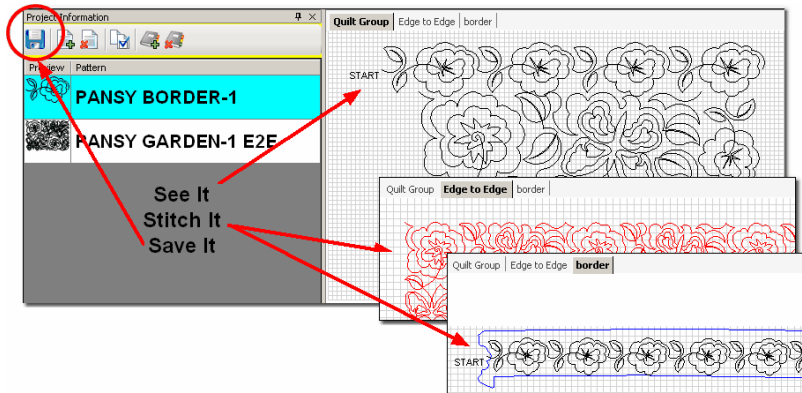 Project Information
Quilt Group Edge to Edge border
Preview Pattern
START
PANSY BORDER-1
PANSY GARDEN-1 E2E
See It
Stitch It
Save It
Quilt Group Edge to Edge border
Quilt Group Edge to Edge border
START